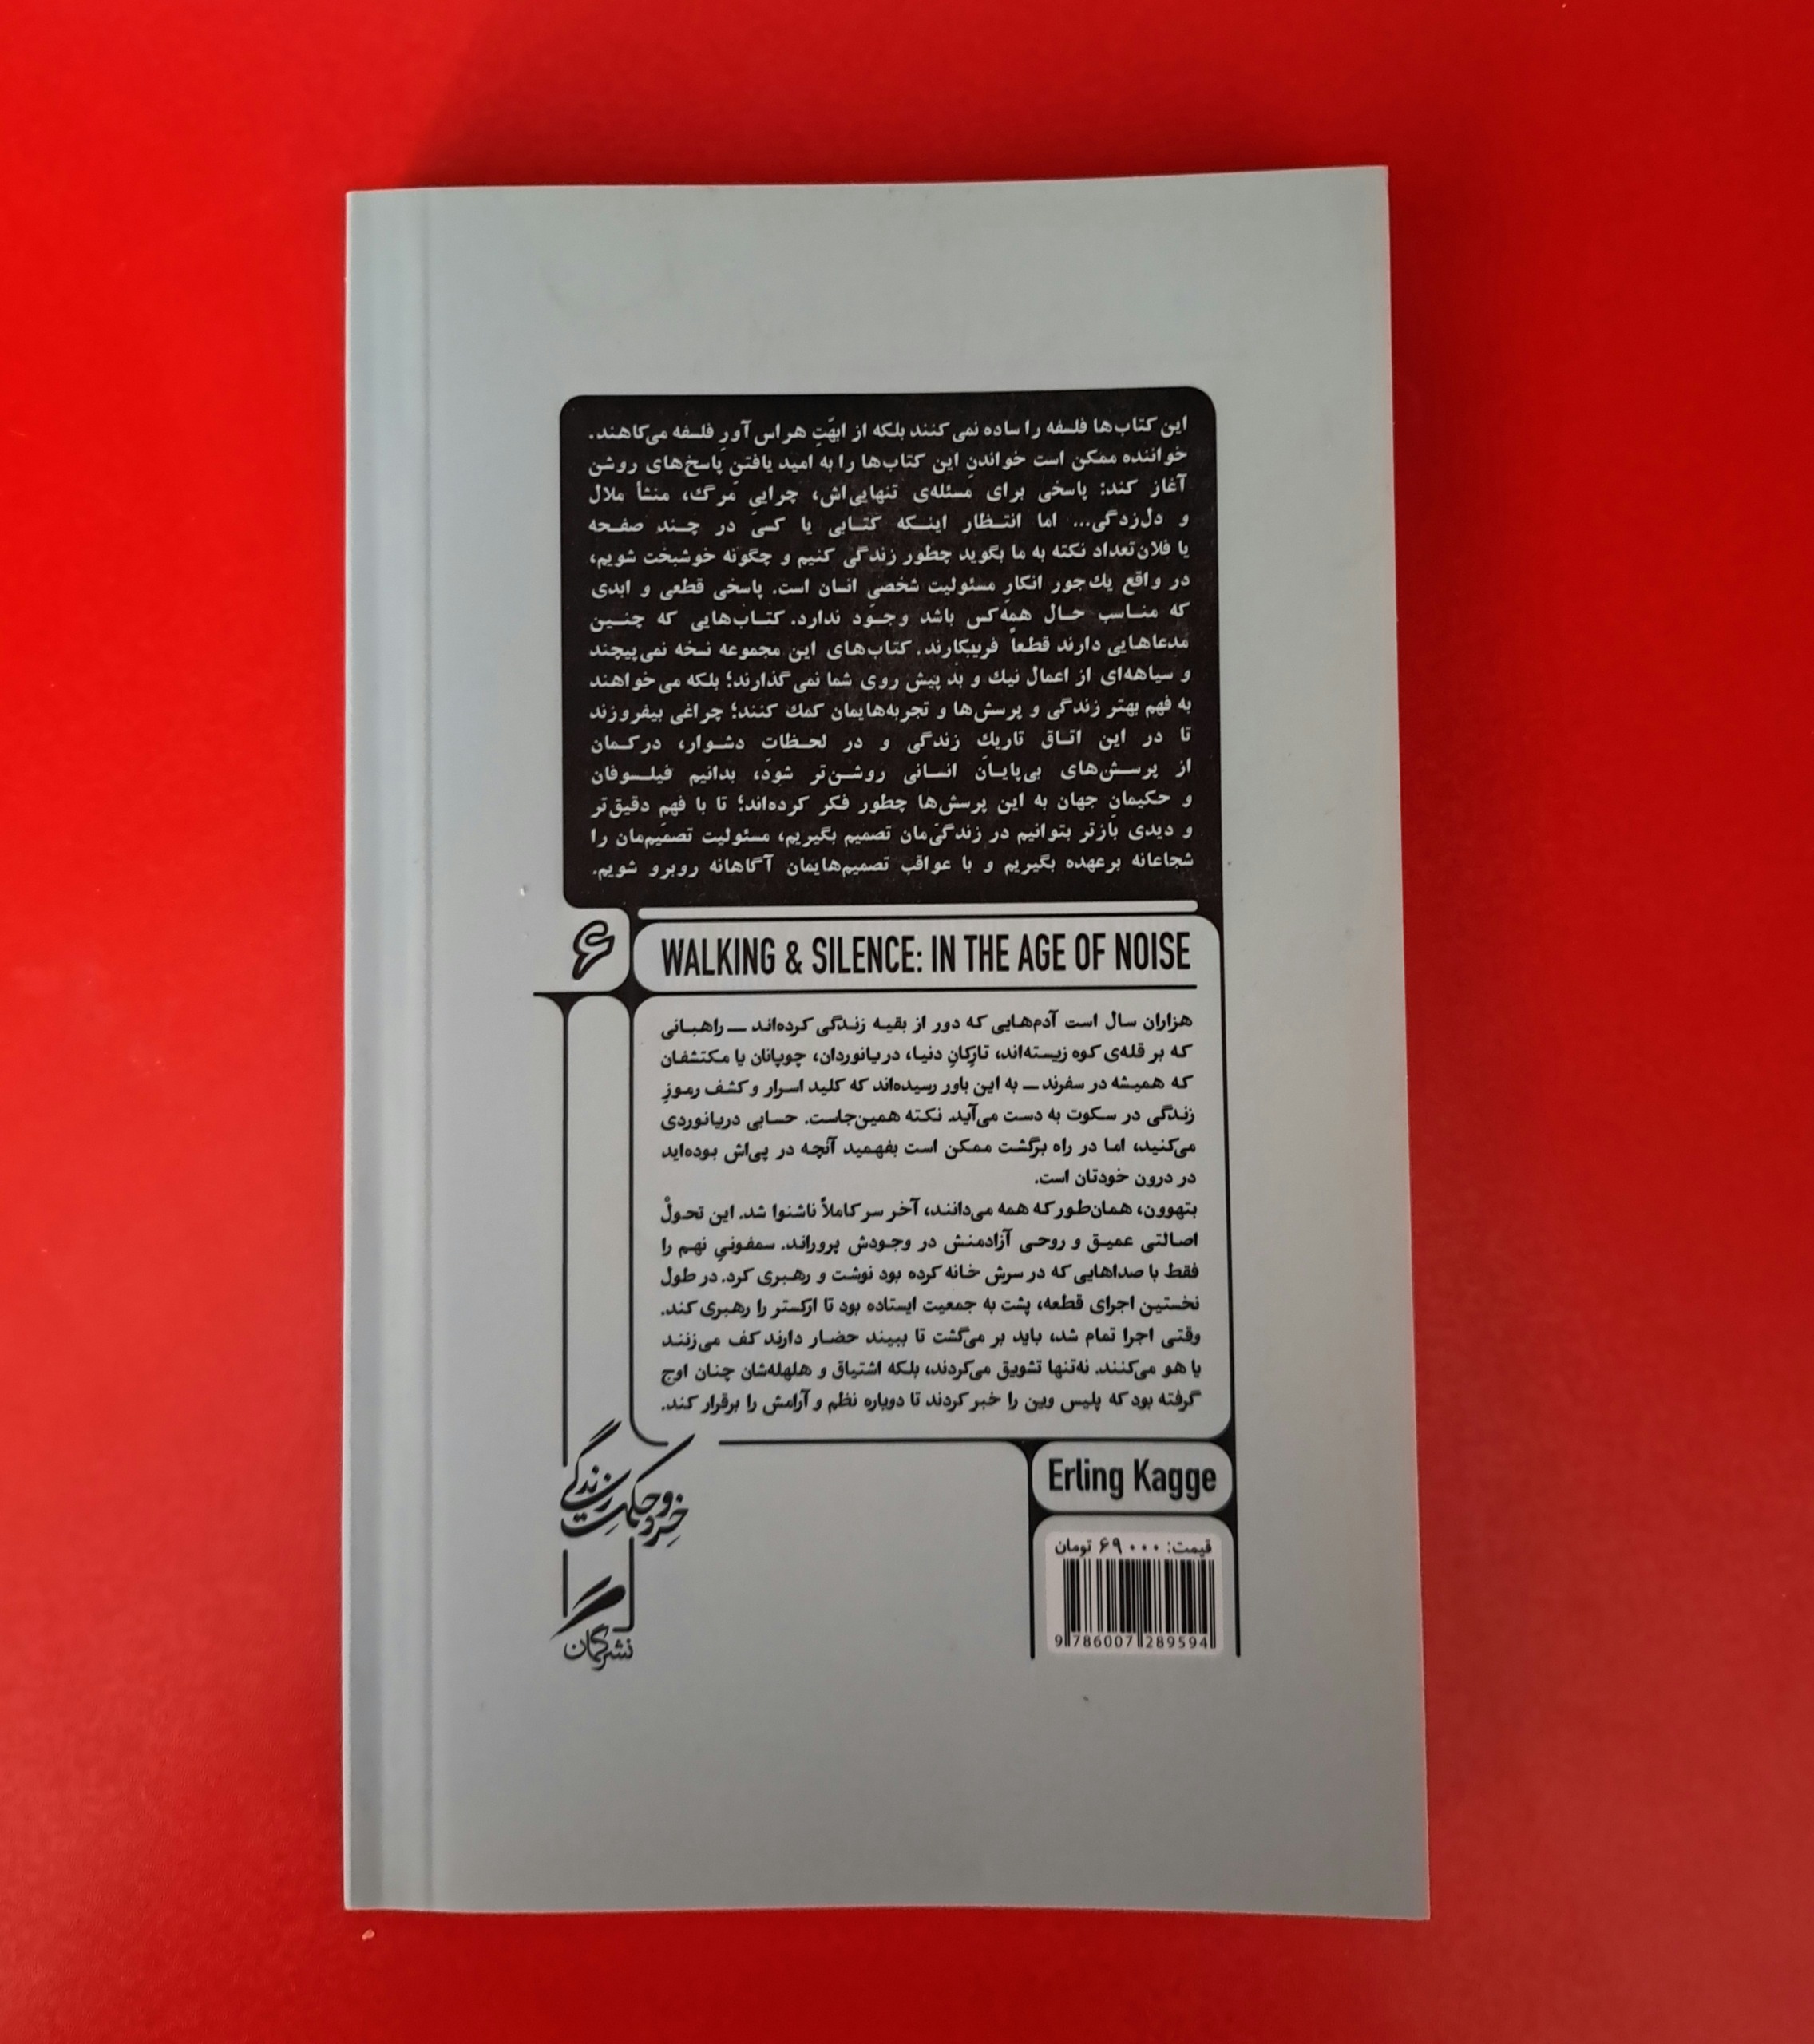 این کتاب‌ها فلسفه را ساده نمی‌کنند بلکه از ابهّتِ هراس‌آورِ فلسفه می‌کاهند.
خواننده ممکن است خواندنِ این کتاب‌ها را به امید یافتنِ پاسخ‌های روشن
آغاز کند: پاسخی برای مسئله‌ی تنهایی‌اش، چراییِ مرگ، منشأ ملال
و دل‌زدگی... اما انتظار اینکه کتابی یا کسی در چند صفحه
یا فلان‌تعداد نکته به ما بگوید چطور زندگی کنیم و چگونه خوشبخت شویم،
در واقع یک‌جور انکارِ مسئولیت شخصیِ انسان است. پاسخی قطعی و ابدی
که مناسب حال همه‌کس باشد وجود ندارد. کتاب‌هایی که چنین
مدعاهایی دارند قطعاً فریبکارند. کتاب‌های این مجموعه نسخه نمی‌پیچند
و سیاهه‌ای از اعمال نیک و بد پیش روی شما نمی‌گذارند؛ بلکه می‌خواهند
به فهم بهتر زندگی و پرسش‌ها و تجربه‌هایمان کمک کنند؛ چراغی بیفروزند
تا در این اتاق تاریکِ زندگی و در لحظات دشوار، درکمان
از پرسش‌های بی‌پایان انسانی روشن‌تر شود، بدانیم فیلسوفان
و حکیمانِ جهان به این پرسش‌ها چطور فکر کرده‌اند؛ تا با فهمِ دقیق‌تر
و دیدی بازتر بتوانیم در زندگی‌مان تصمیم بگیریم، مسئولیت تصمیم‌مان را
شجاعانه برعهده بگیریم و با عواقب تصمیم‌هایمان آگاهانه روبرو شویم.
۶
WALKING & SILENCE: IN THE AGE OF NOISE
هزاران سال است آدم‌هایی که دور از بقیه زندگی کرده‌اند — راهبانی
که بر قله‌ی کوه زیسته‌اند، تارکانِ دنیا، دریانوردان، چوپانان یا مکتشفان
که همیشه در سفرند — به این باور رسیده‌اند که کلید اسرار و کشف رموزِ
زندگی در سکوت به دست می‌آید. نکته همین‌جاست. حسابی دریانوردی
می‌کنید، اما در راه برگشت ممکن است بفهمید آنچه در پی‌اش بوده‌اید
در درون خودتان است.
بتهوون، همان‌طور که همه می‌دانند، آخر سر کاملاً ناشنوا شد. این تحولْ
اصالتی عمیق و روحی آزادمنش در وجودش پروراند. سمفونیِ نهم را
فقط با صداهایی که در سرش خانه کرده بود نوشت و رهبری کرد. در طول
نخستین اجرای قطعه، پشت به جمعیت ایستاده بود تا ارکستر را رهبری کند.
وقتی اجرا تمام شد، باید بر می‌گشت تا ببیند حضار دارند کف می‌زنند
یا هو می‌کنند. نه‌تنها تشویق می‌کردند، بلکه اشتیاق و هلهله‌شان چنان اوج
گرفته بود که پلیس وین را خبر کردند تا دوباره نظم و آرامش را برقرار کند.
Erling Kagge
خرد و حکمت زندگی
قیمت: ۶۹۰۰۰ تومان
9 786007 289594
نشر گمان